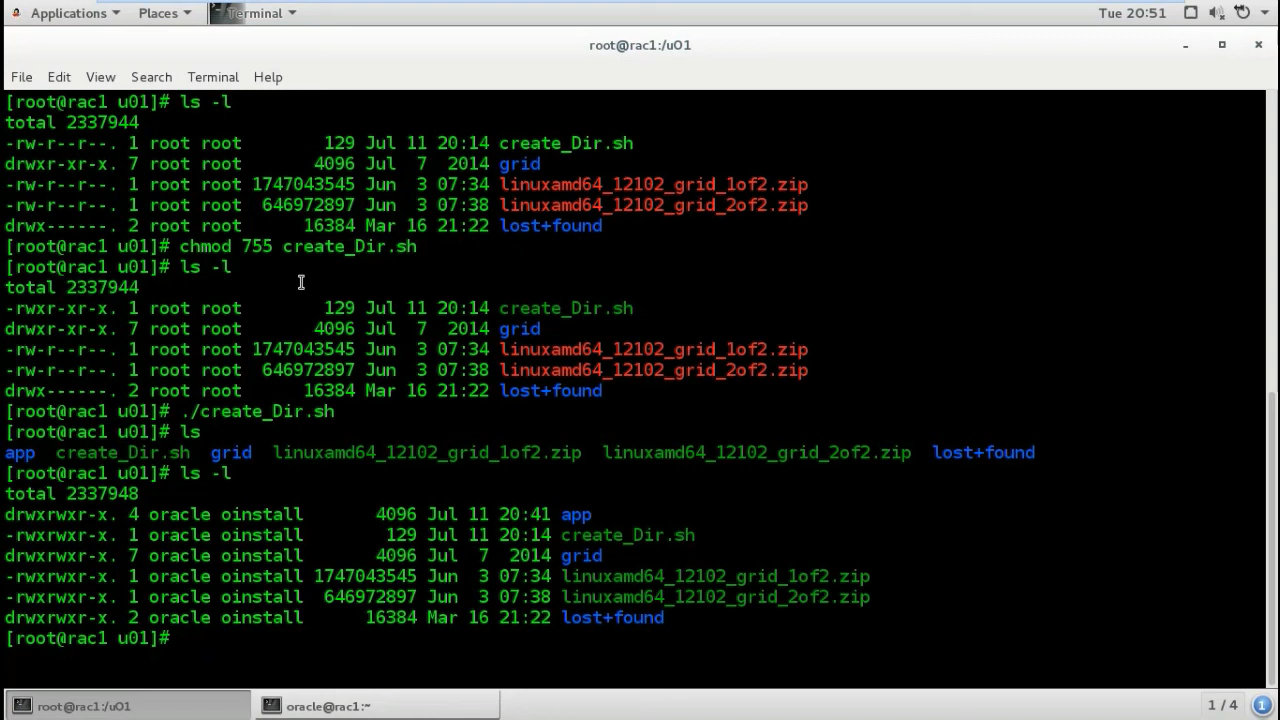 Applications Places Terminal Tue 20:51
root@rac1:/u01
File Edit View Search Terminal Help
[root@rac1 u01]# ls -l
total 2337944
-rw-r--r--. 1 root root        129 Jul 11 20:14 create_Dir.sh
drwxr-xr-x. 7 root root       4096 Jul  7  2014 grid
-rw-r--r--. 1 root root 1747043545 Jun  3 07:34 linuxamd64_12102_grid_1of2.zip
-rw-r--r--. 1 root root  646972897 Jun  3 07:38 linuxamd64_12102_grid_2of2.zip
drwx------. 2 root root      16384 Mar 16 21:22 lost+found
[root@rac1 u01]# chmod 755 create_Dir.sh
[root@rac1 u01]# ls -l
total 2337944
-rwxr-xr-x. 1 root root        129 Jul 11 20:14 create_Dir.sh
drwxr-xr-x. 7 root root       4096 Jul  7  2014 grid
-rw-r--r--. 1 root root 1747043545 Jun  3 07:34 linuxamd64_12102_grid_1of2.zip
-rw-r--r--. 1 root root  646972897 Jun  3 07:38 linuxamd64_12102_grid_2of2.zip
drwx------. 2 root root      16384 Mar 16 21:22 lost+found
[root@rac1 u01]# ./create_Dir.sh
[root@rac1 u01]# ls
app  create_Dir.sh  grid  linuxamd64_12102_grid_1of2.zip  linuxamd64_12102_grid_2of2.zip  lost+found
[root@rac1 u01]# ls -l
total 2337948
drwxrwxr-x. 4 oracle oinstall       4096 Jul 11 20:41 app
-rwxrwxr-x. 1 oracle oinstall        129 Jul 11 20:14 create_Dir.sh
drwxrwxr-x. 7 oracle oinstall       4096 Jul  7  2014 grid
-rwxrwxr-x. 1 oracle oinstall 1747043545 Jun  3 07:34 linuxamd64_12102_grid_1of2.zip
-rwxrwxr-x. 1 oracle oinstall  646972897 Jun  3 07:38 linuxamd64_12102_grid_2of2.zip
drwxrwxr-x. 2 oracle oinstall      16384 Mar 16 21:22 lost+found
[root@rac1 u01]#
root@rac1:/u01 oracle@rac1:~ 1 / 4 1